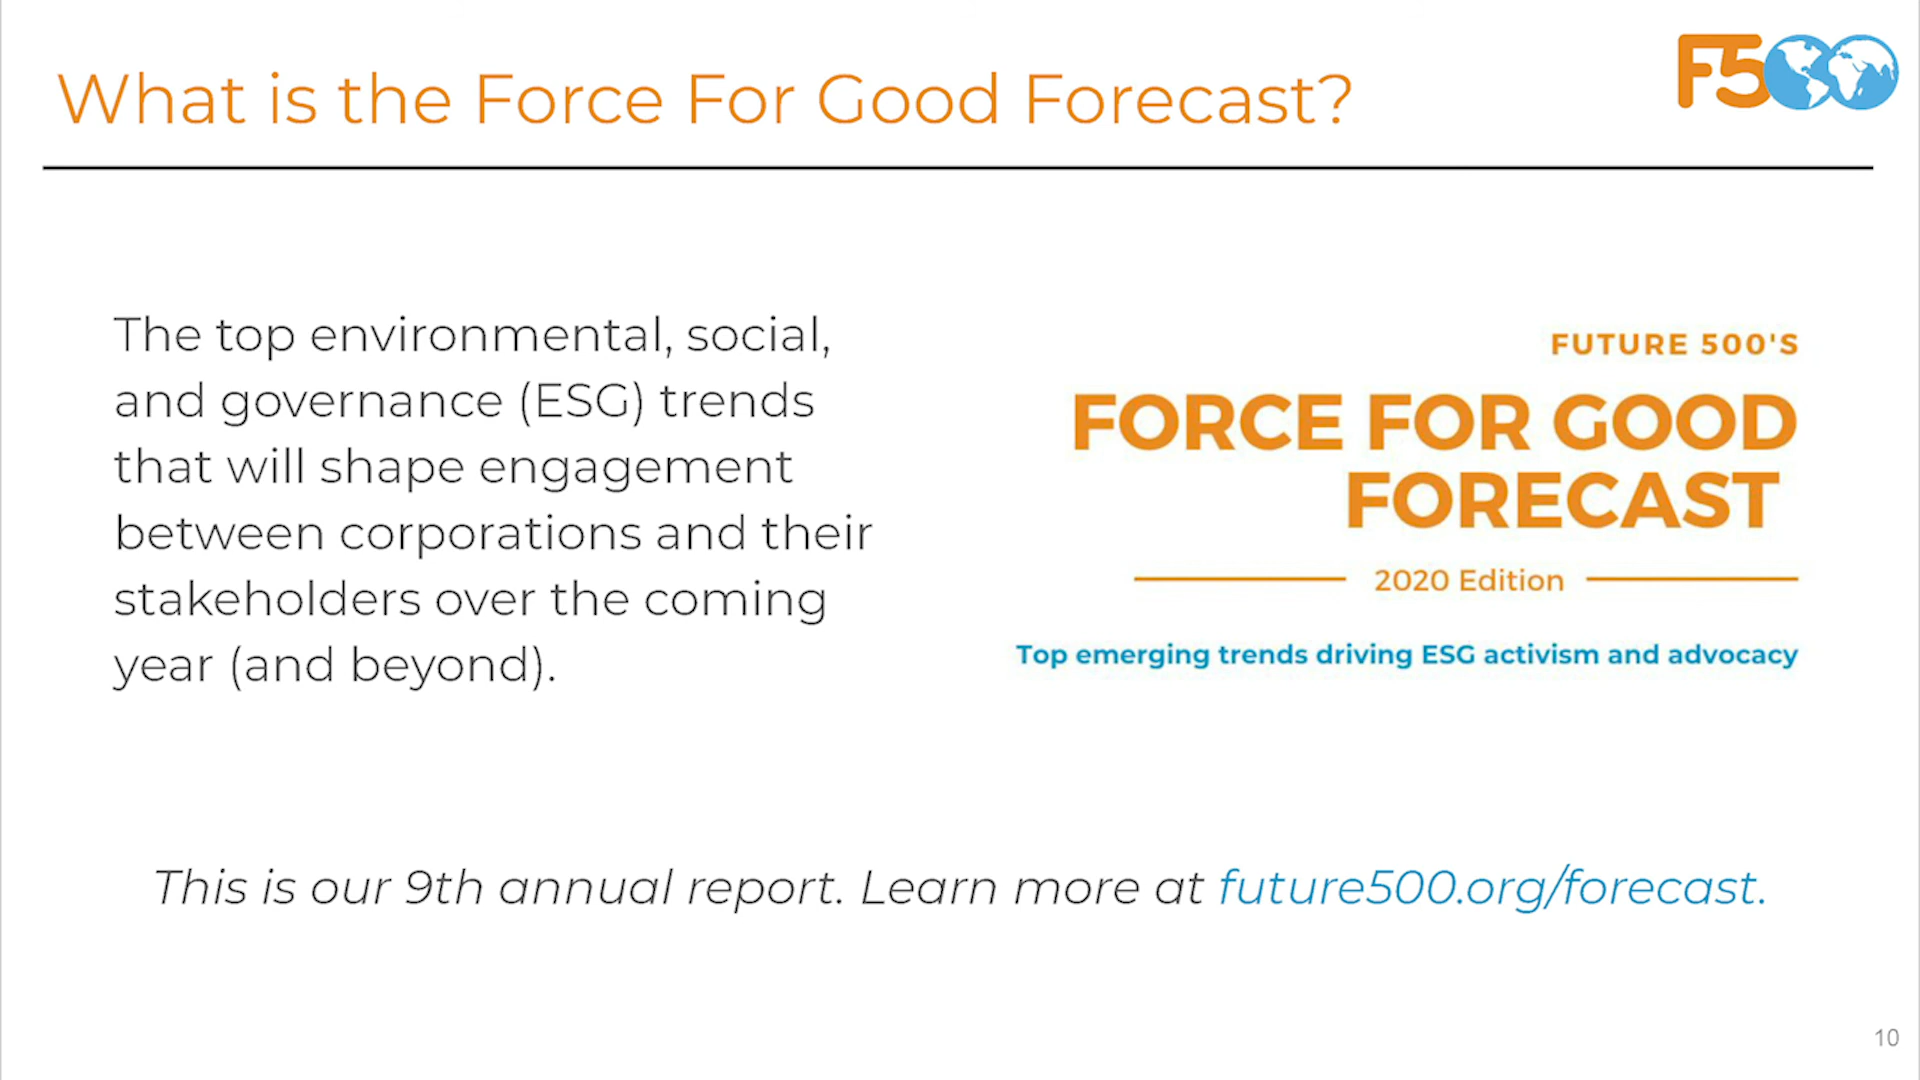 What is the Force For Good Forecast?
F500
The top environmental, social,
and governance (ESG) trends
that will shape engagement
between corporations and their
stakeholders over the coming
year (and beyond).
FUTURE 500'S
FORCE FOR GOOD
FORECAST
2020 Edition
Top emerging trends driving ESG activism and advocacy
This is our 9th annual report. Learn more at future500.org/forecast.
10